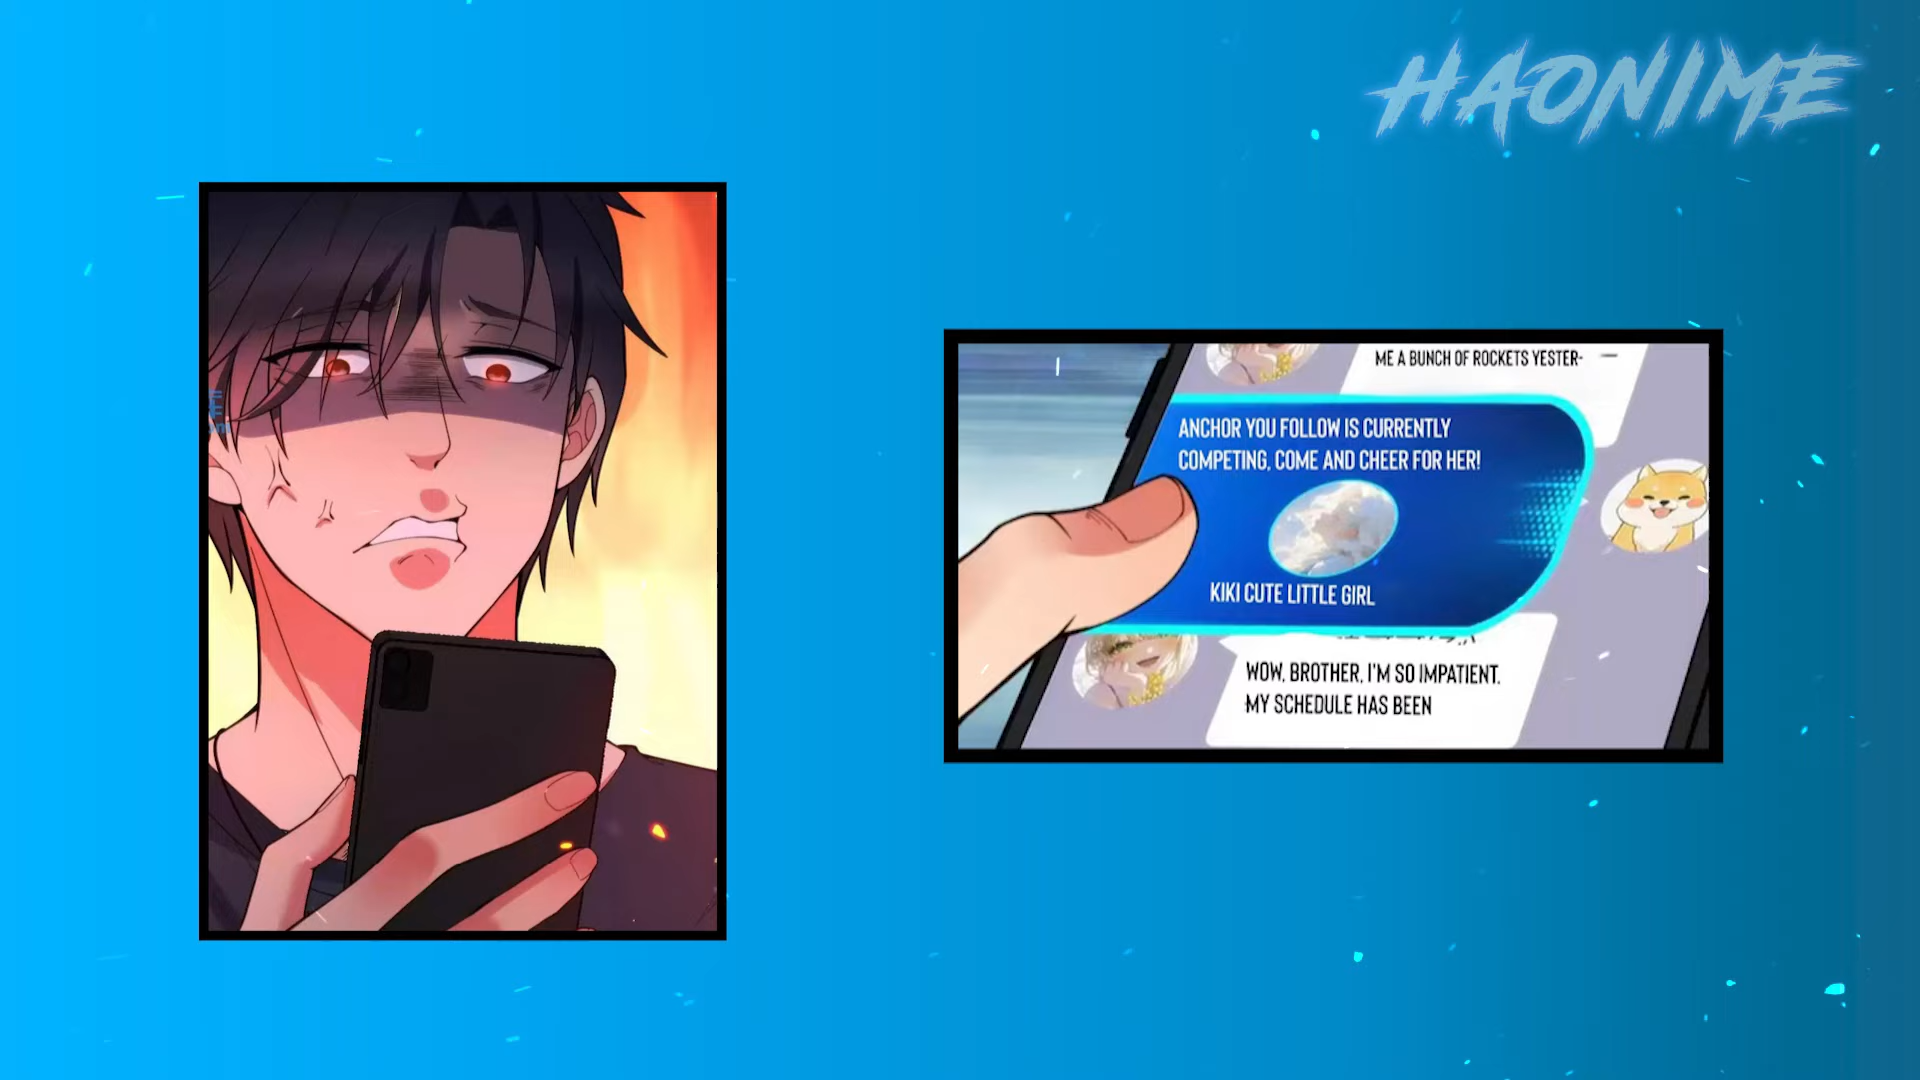 HAONIME
ME A BUNCH OF ROCKETS YESTER-
ANCHOR YOU FOLLOW IS CURRENTLY
COMPETING, COME AND CHEER FOR HER!
KIKI CUTE LITTLE GIRL
WOW, BROTHER, I'M SO IMPATIENT.
MY SCHEDULE HAS BEEN